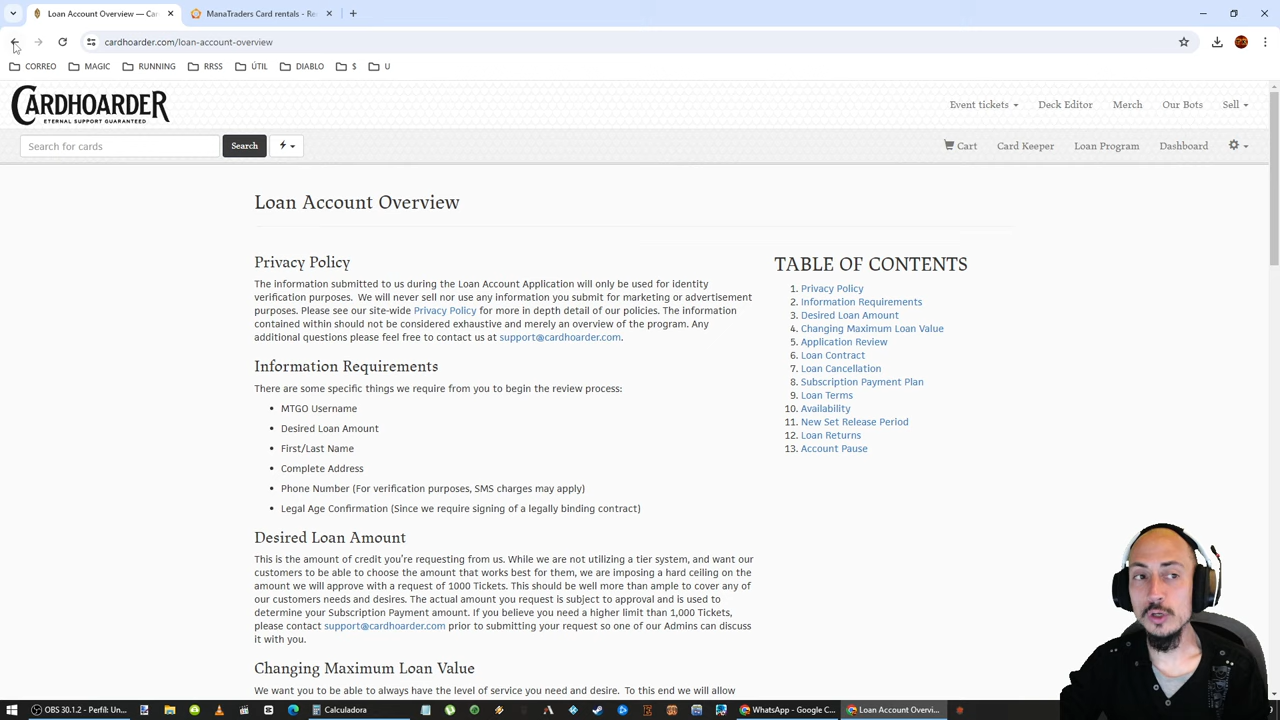 Loan Account Overview — Ca
ManaTraders Card rentals - Re
cardhoarder.com/loan-account-overview
CORREO MAGIC RUNNING RRSS ÚTIL DIABLO $ U
CARDHOARDER
ETERNAL SUPPORT GUARANTEED
Event tickets Deck Editor Merch Our Bots Sell
Search for cards Search Cart Card Keeper Loan Program Dashboard
Loan Account Overview
Privacy Policy
The information submitted to us during the Loan Account Application will only be used for identity
verification purposes. We will never sell nor use any information you submit for marketing or advertisement
purposes. Please see our site-wide Privacy Policy for more in depth detail of our policies. The information
contained within should not be considered exhaustive and merely an overview of the program. Any
additional questions please feel free to contact us at support@cardhoarder.com.
Information Requirements
There are some specific things we require from you to begin the review process:
• MTGO Username
• Desired Loan Amount
• First/Last Name
• Complete Address
• Phone Number (For verification purposes, SMS charges may apply)
• Legal Age Confirmation (Since we require signing of a legally binding contract)
Desired Loan Amount
This is the amount of credit you're requesting from us. While we are not utilizing a tier system, and want our
customers to be able to choose the amount that works best for them, we are imposing a hard ceiling on the
amount we will approve with a request of 1000 Tickets. This should be well more than ample to cover any of
our customers needs and desires. The actual amount you request is subject to approval and is used to
determine your Subscription Payment amount. If you believe you need a higher limit than 1,000 Tickets,
please contact support@cardhoarder.com prior to submitting your request so one of our Admins can discuss
it with you.
Changing Maximum Loan Value
We want you to be able to always have the level of service you need and desire. To this end we will allow
TABLE OF CONTENTS
1. Privacy Policy
2. Information Requirements
3. Desired Loan Amount
4. Changing Maximum Loan Value
5. Application Review
6. Loan Contract
7. Loan Cancellation
8. Subscription Payment Plan
9. Loan Terms
10. Availability
11. New Set Release Period
12. Loan Returns
13. Account Pause
OBS 30.1.2 - Perfil: Un... Calculadora WhatsApp - Google C... Loan Account Overvi...